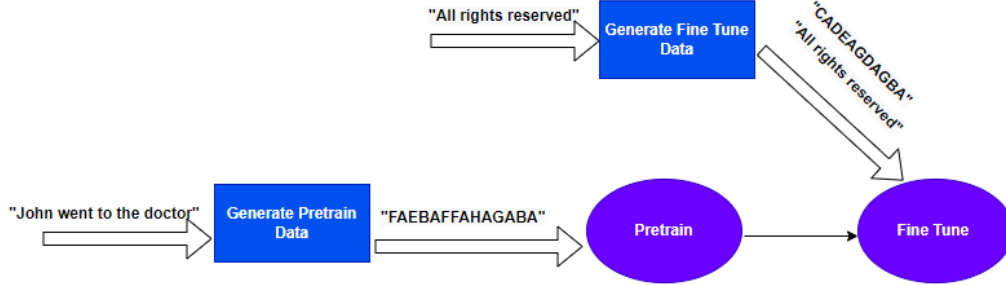 "All rights reserved"
Generate Fine Tune
Data
"CADEAGDAGBA"
"All rights reserved"
"John went to the doctor"
Generate Pretrain
Data
"FAEBAFFAHAGABA"
Pretrain
Fine Tune